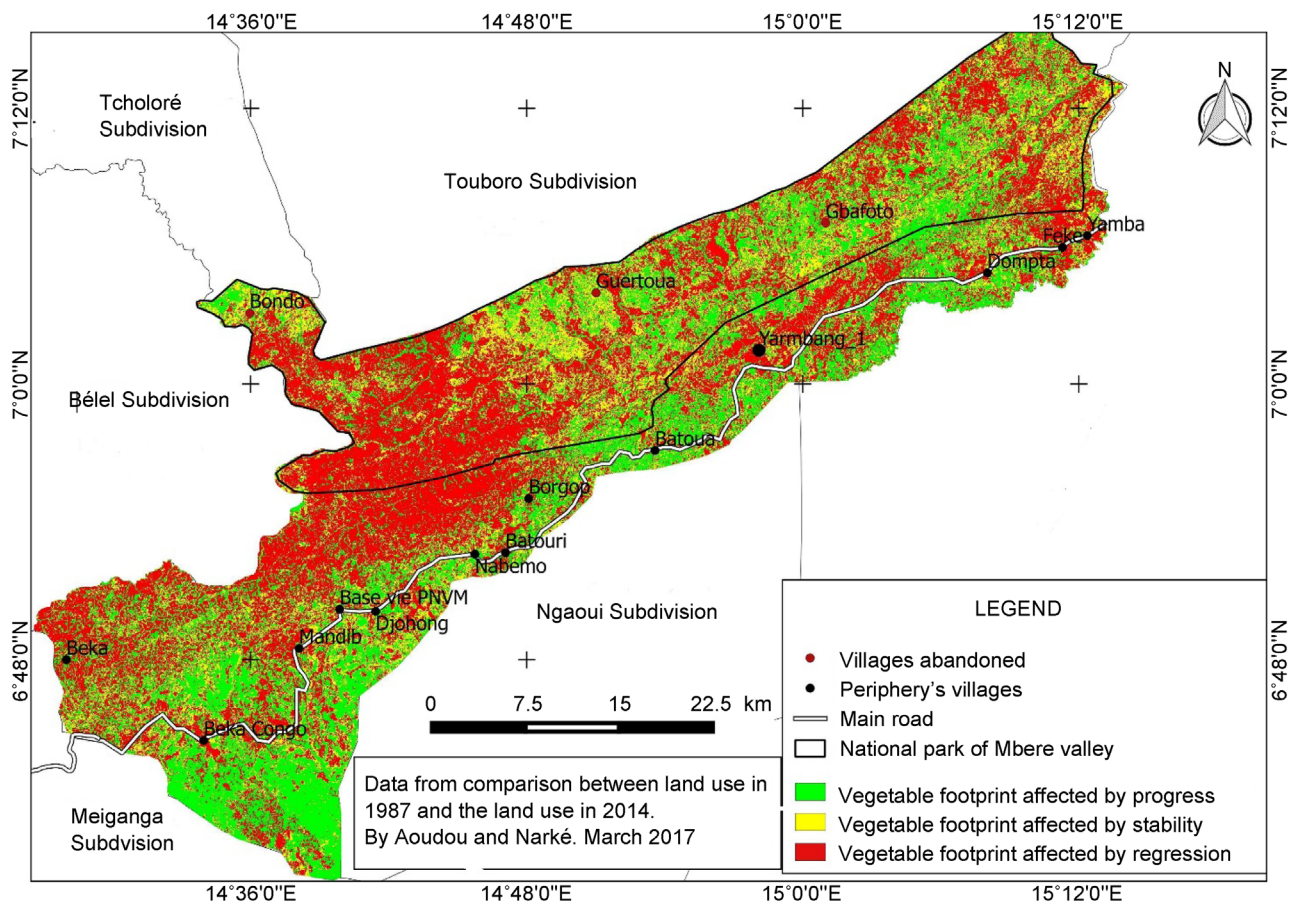 14°36'0"E 14°48'0"E 15°0'0"E 15°12'0"E
N
7°12'0"N 7°12'0"N
Tcholoré
Subdivision
Touboro Subdivision
Gbafoto
Yamba
Feke
Dompta
Guertoua
Bondo
Yarmbang_1
7°0'0"N 7°0'0"N
Bélel Subdivision
Batoua
Borgop
Batouri
Nabemo
Base vie PNVM
Djohong
Ngaoui Subdivision
Mandib
Beka
6°48'0"N 6°48'0"N
0 7.5 15 22.5 km
Beka Congo
Meiganga
Subdvision
Data from comparison between land use in
1987 and the land use in 2014.
By Aoudou and Narké. March 2017
LEGEND
Villages abandoned
Periphery's villages
Main road
National park of Mbere valley
Vegetable footprint affected by progress
Vegetable footprint affected by stability
Vegetable footprint affected by regression
14°36'0"E 14°48'0"E 15°0'0"E 15°12'0"E